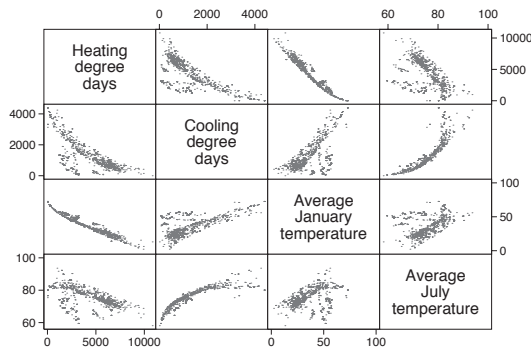 0 2000 4000
60 80 100
Heating
degree
days
10000
5000
0
4000
2000
0
Cooling
degree
days
Average
January
temperature
100
50
0
100
80
60
Average
July
temperature
0 5000 10000
0 50 100